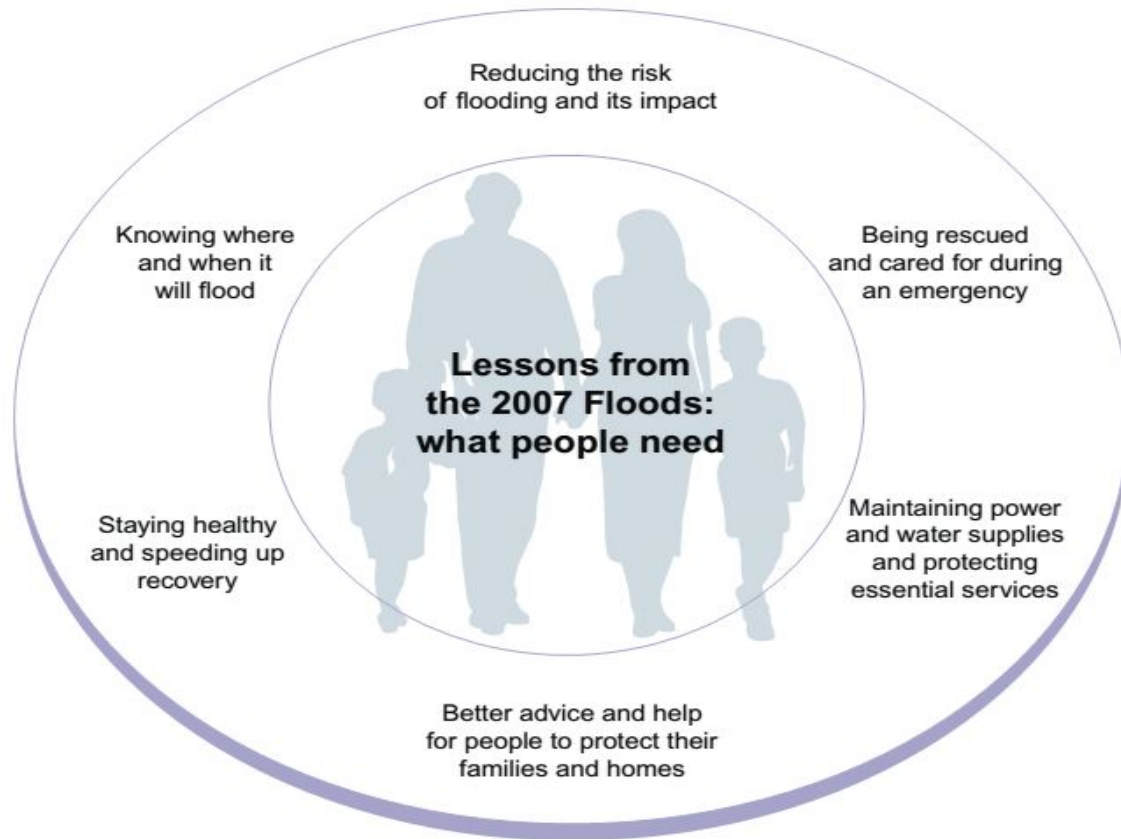 Reducing the risk
of flooding and its impact
Knowing where
and when it
will flood
Being rescued
and cared for during
an emergency
Lessons from
the 2007 Floods:
what people need
Staying healthy
and speeding up
recovery
Maintaining power
and water supplies
and protecting
essential services
Better advice and help
for people to protect their
families and homes